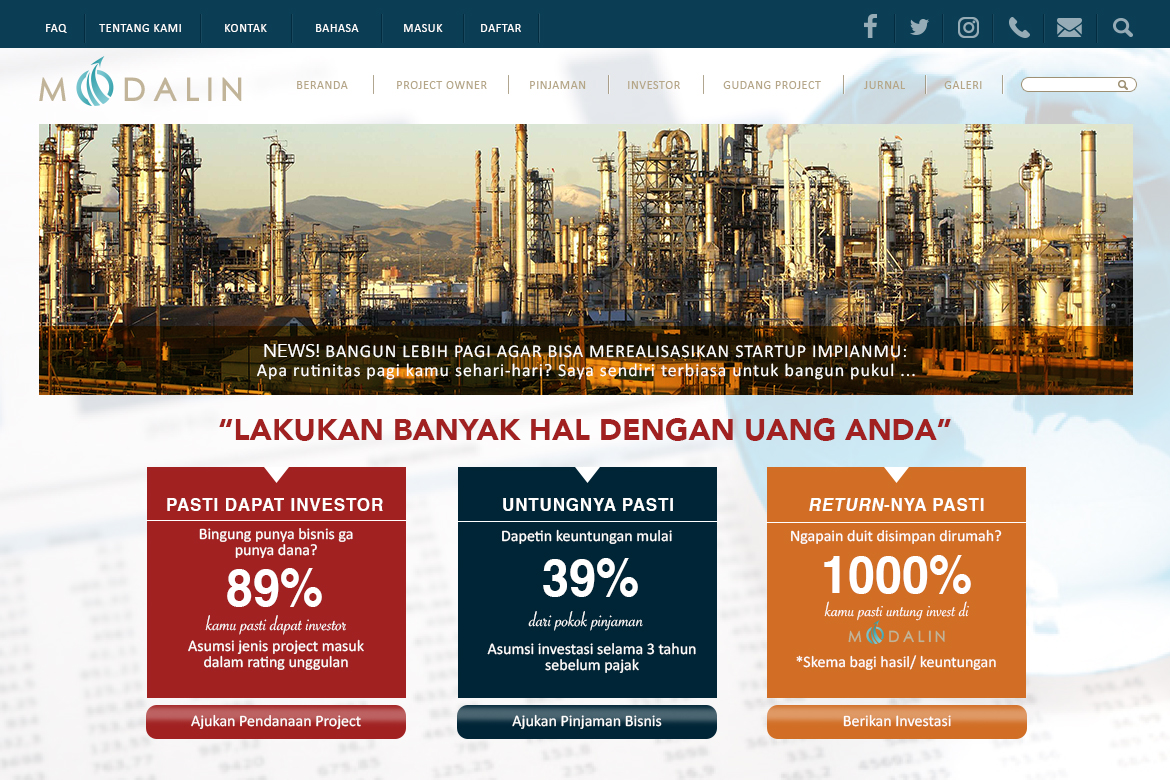 FAQ
TENTANG KAMI
KONTAK
BAHASA
MASUK
DAFTAR
MODALIN
BERANDA
PROJECT OWNER
PINJAMAN
INVESTOR
GUDANG PROJECT
JURNAL
GALERI
NEWS! BANGUN LEBIH PAGI AGAR BISA MEREALISASIKAN STARTUP IMPIANMU:
Apa rutinitas pagi kamu sehari-hari? Saya sendiri terbiasa untuk bangun pukul ...
“LAKUKAN BANYAK HAL DENGAN UANG ANDA”
PASTI DAPAT INVESTOR
Bingung punya bisnis ga
punya dana?
89%
kamu pasti dapat investor
Asumsi jenis project masuk
dalam rating unggulan
Ajukan Pendanaan Project
UNTUNGNYA PASTI
Dapetin keuntungan mulai
39%
dari pokok pinjaman
Asumsi investasi selama 3 tahun
sebelum pajak
Ajukan Pinjaman Bisnis
RETURN-NYA PASTI
Ngapain duit disimpan dirumah?
1000%
kamu pasti untung invest di
MODALIN
*Skema bagi hasil/ keuntungan
Berikan Investasi